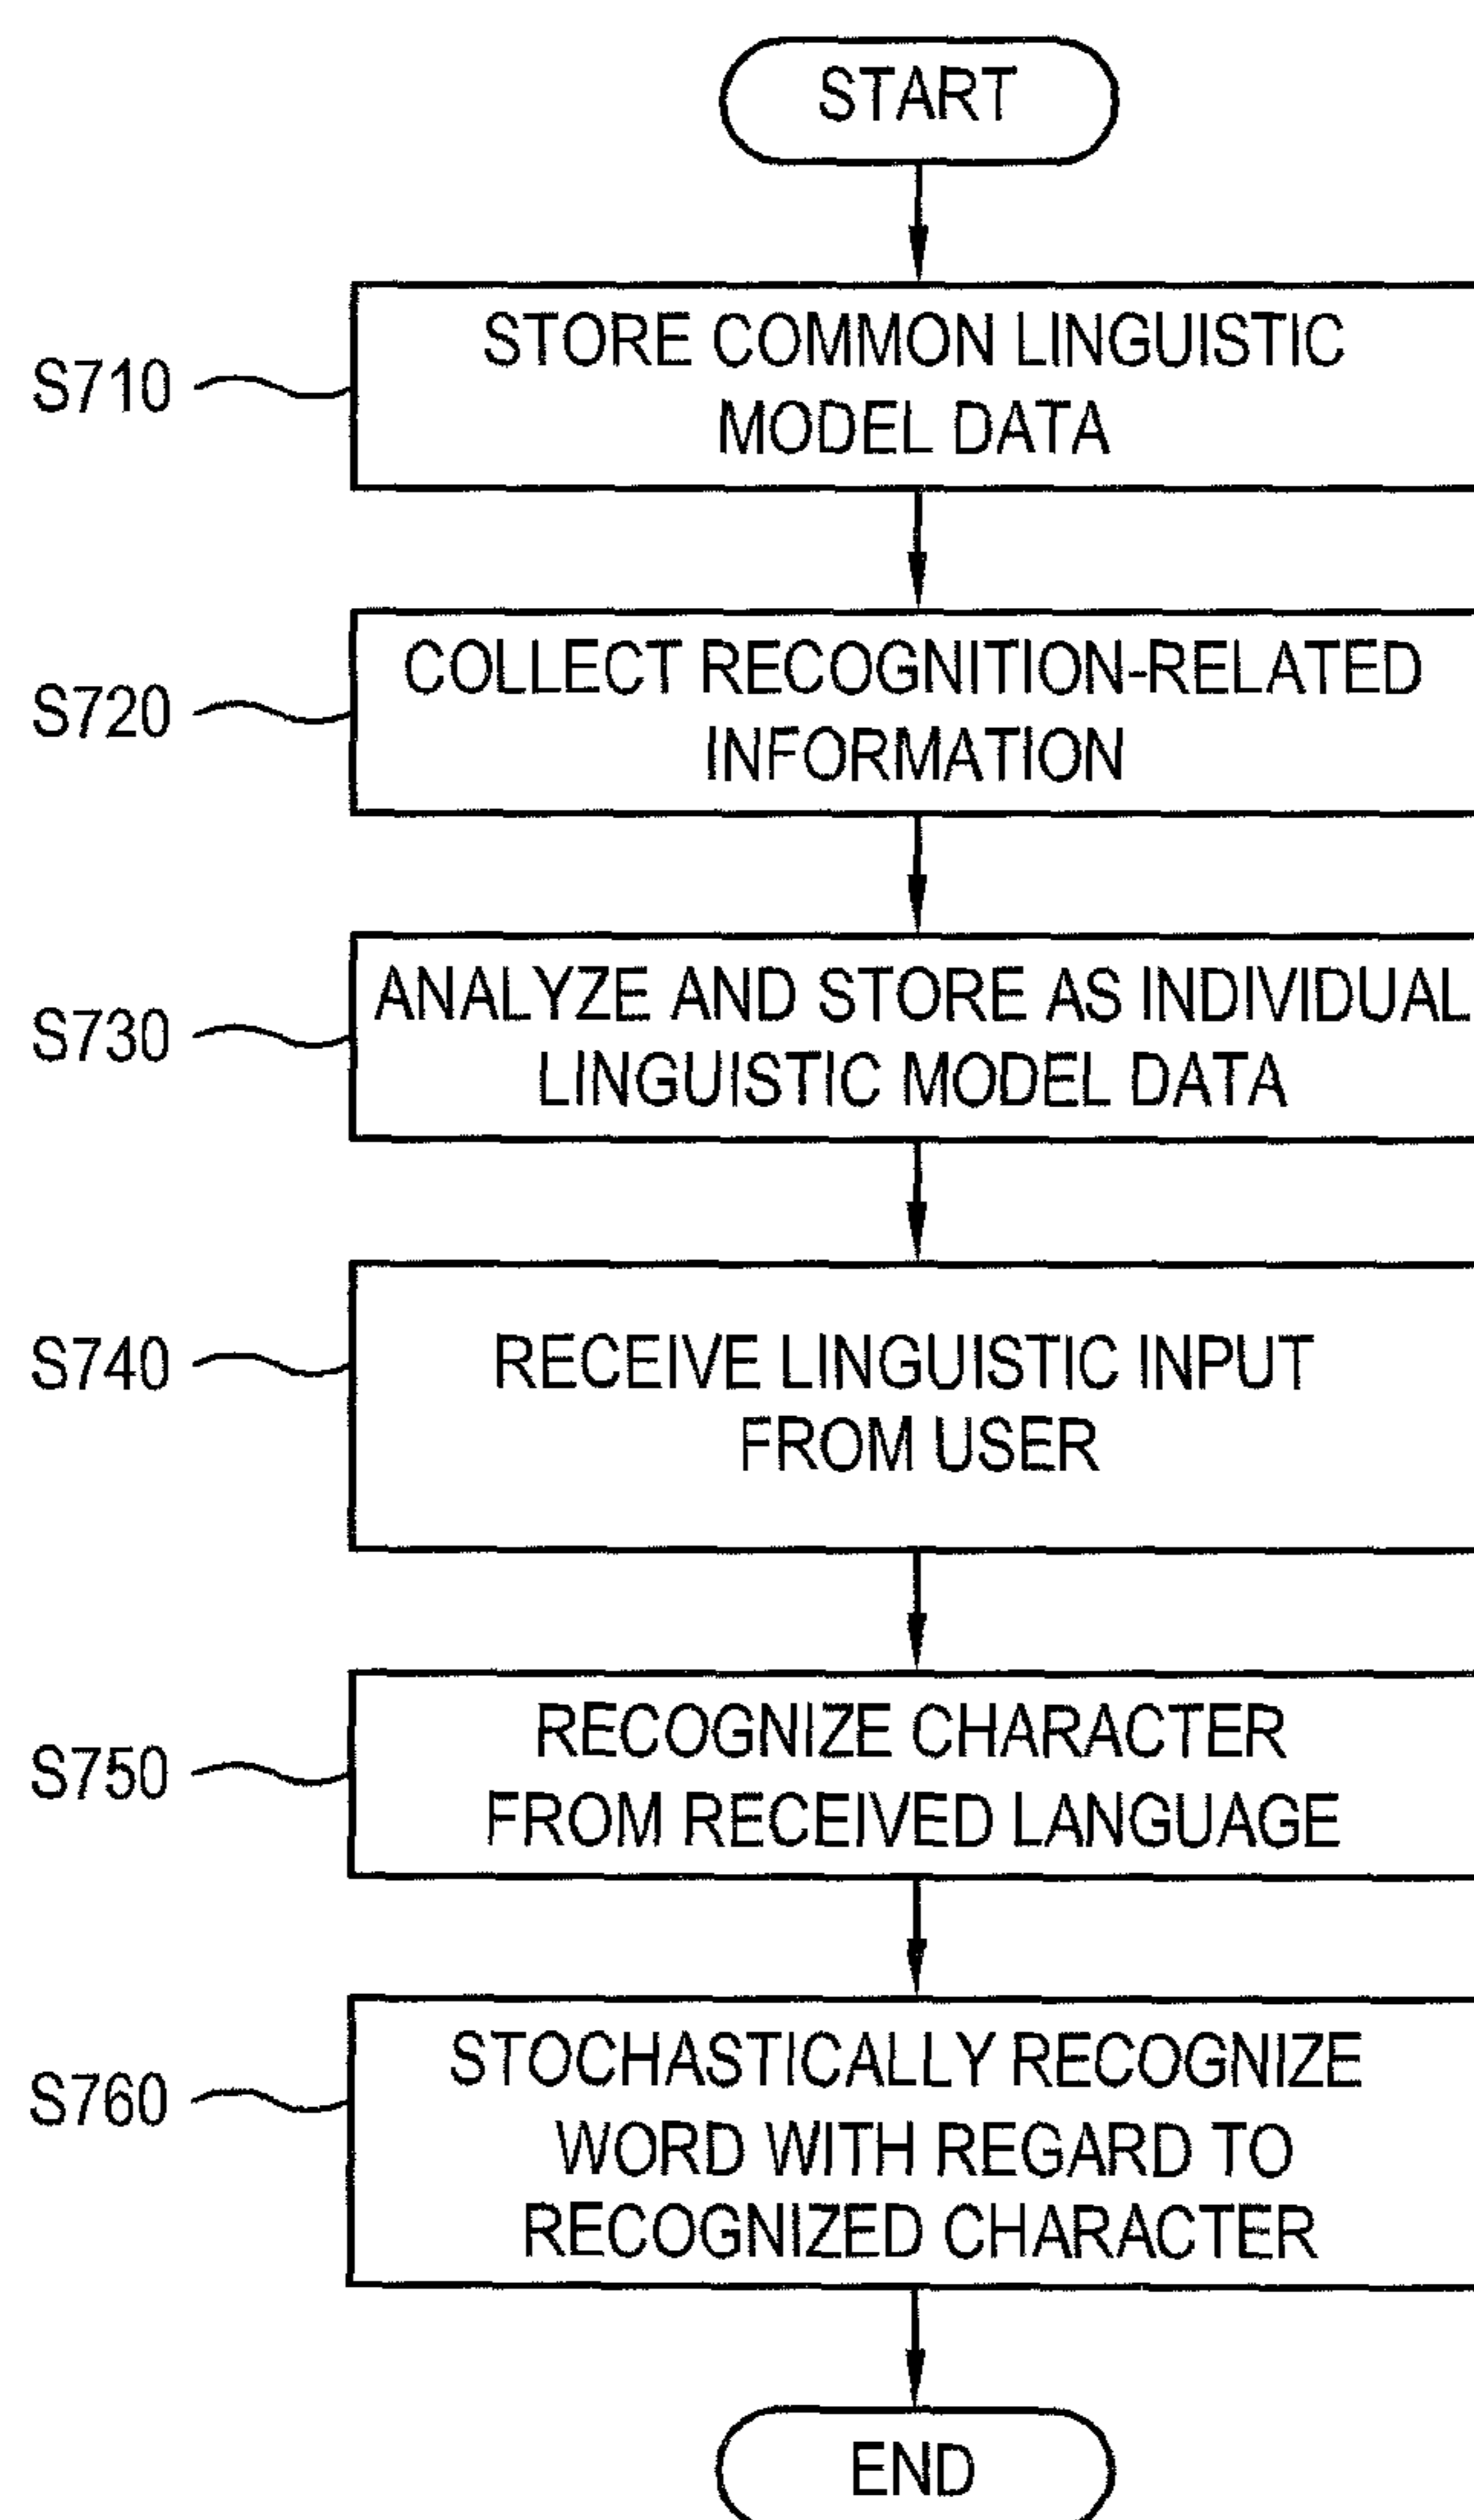 START
S710
STORE COMMON LINGUISTIC
MODEL DATA
S720
COLLECT RECOGNITION-RELATED
INFORMATION
S730
ANALYZE AND STORE AS INDIVIDUAL
LINGUISTIC MODEL DATA
S740
RECEIVE LINGUISTIC INPUT
FROM USER
S750
RECOGNIZE CHARACTER
FROM RECEIVED LANGUAGE
S760
STOCHASTICALLY RECOGNIZE
WORD WITH REGARD TO
RECOGNIZED CHARACTER
END